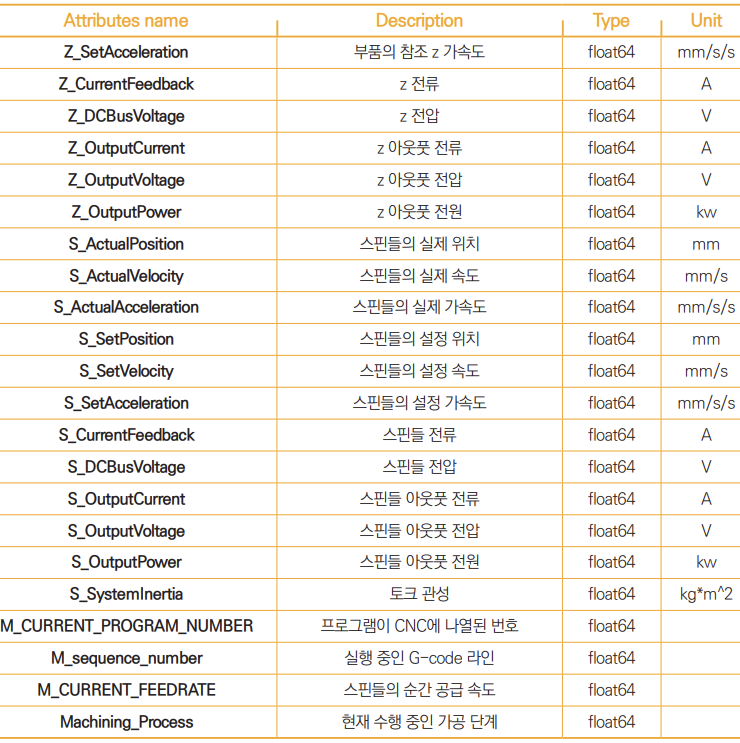 Attributes name Description Type Unit
Z_SetAcceleration 부품의 참조 z 가속도 float64 mm/s/s
Z_CurrentFeedback z 전류 float64 A
Z_DCBusVoltage z 전압 float64 V
Z_OutputCurrent z 아웃풋 전류 float64 A
Z_OutputVoltage z 아웃풋 전압 float64 V
Z_OutputPower z 아웃풋 전원 float64 kw
S_ActualPosition 스핀들의 실제 위치 float64 mm
S_ActualVelocity 스핀들의 실제 속도 float64 mm/s
S_ActualAcceleration 스핀들의 실제 가속도 float64 mm/s/s
S_SetPosition 스핀들의 설정 위치 float64 mm
S_SetVelocity 스핀들의 설정 속도 float64 mm/s
S_SetAcceleration 스핀들의 설정 가속도 float64 mm/s/s
S_CurrentFeedback 스핀들 전류 float64 A
S_DCBusVoltage 스핀들 전압 float64 V
S_OutputCurrent 스핀들 아웃풋 전류 float64 A
S_OutputVoltage 스핀들 아웃풋 전압 float64 V
S_OutputPower 스핀들 아웃풋 전원 float64 kw
S_SystemInertia 토크 관성 float64 kg*m^2
M_CURRENT_PROGRAM_NUMBER 프로그램이 CNC에 나열된 번호 float64
M_sequence_number 실행 중인 G-code 라인 float64
M_CURRENT_FEEDRATE 스핀들의 순간 공급 속도 float64
Machining_Process 현재 수행 중인 가공 단계 float64